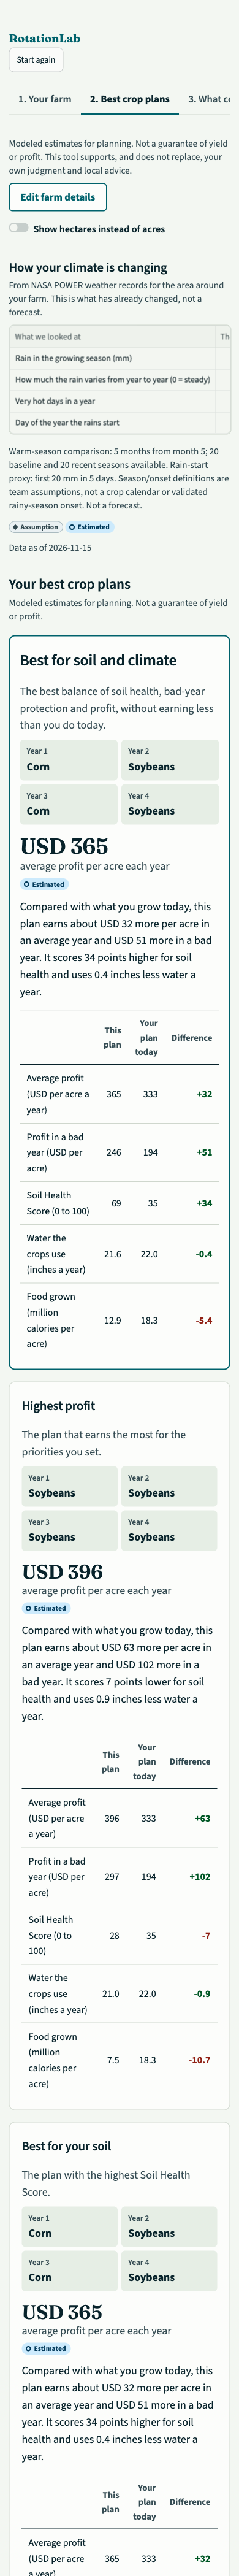 RotationLab
Start again
1. Your farm 2. Best crop plans 3. What co
Modeled estimates for planning. Not a guarantee of yield
or profit. This tool supports, and does not replace, your
own judgment and local advice.
Edit farm details
Show hectares instead of acres
How your climate is changing
From NASA POWER weather records for the area around
your farm. This is what has already changed, not a
forecast.
What we looked at Th
Rain in the growing season (mm)
How much the rain varies from year to year (0 = steady)
Very hot days in a year
Day of the year the rains start
Warm-season comparison: 5 months from month 5; 20
baseline and 20 recent seasons available. Rain-start
proxy: first 20 mm in 5 days. Season/onset definitions are
team assumptions, not a crop calendar or validated
rainy-season onset. Not a forecast.
Assumption Estimated
Data as of 2026-11-15
Your best crop plans
Modeled estimates for planning. Not a guarantee of yield
or profit.
Best for soil and climate
The best balance of soil health, bad-year
protection and profit, without earning less
than you do today.
Year 1 Year 2
Corn Soybeans
Year 3 Year 4
Corn Soybeans
USD 365
average profit per acre each year
Estimated
Compared with what you grow today, this
plan earns about USD 32 more per acre in
an average year and USD 51 more in a bad
year. It scores 34 points higher for soil
health and uses 0.4 inches less water a
year.
This
plan
Your
plan
today
Difference
Average profit
(USD per acre a
year)
365 333 +32
Profit in a bad
year (USD per
acre)
246 194 +51
Soil Health
Score (0 to 100)
69 35 +34
Water the
crops use
(inches a year)
21.6 22.0 -0.4
Food grown
(million
calories per
acre)
12.9 18.3 -5.4
Highest profit
The plan that earns the most for the
priorities you set.
Year 1 Year 2
Soybeans Soybeans
Year 3 Year 4
Soybeans Soybeans
USD 396
average profit per acre each year
Estimated
Compared with what you grow today, this
plan earns about USD 63 more per acre in
an average year and USD 102 more in a
bad year. It scores 7 points lower for soil
health and uses 0.9 inches less water a
year.
This
plan
Your
plan
today
Difference
Average profit
(USD per acre
a year)
396 333 +63
Profit in a bad
year (USD per
acre)
297 194 +102
Soil Health
Score (0 to
100)
28 35 -7
Water the
crops use
(inches a year)
21.0 22.0 -0.9
Food grown
(million
calories per
acre)
7.5 18.3 -10.7
Best for your soil
The plan with the highest Soil Health
Score.
Year 1 Year 2
Corn Soybeans
Year 3 Year 4
Corn Soybeans
USD 365
average profit per acre each year
Estimated
Compared with what you grow today, this
plan earns about USD 32 more per acre in
an average year and USD 51 more in a bad
year. It scores 34 points higher for soil
health and uses 0.4 inches less water a
year.
This
plan
Your
plan
today
Difference
Average profit
(USD per acre
a year)
365 333 +32